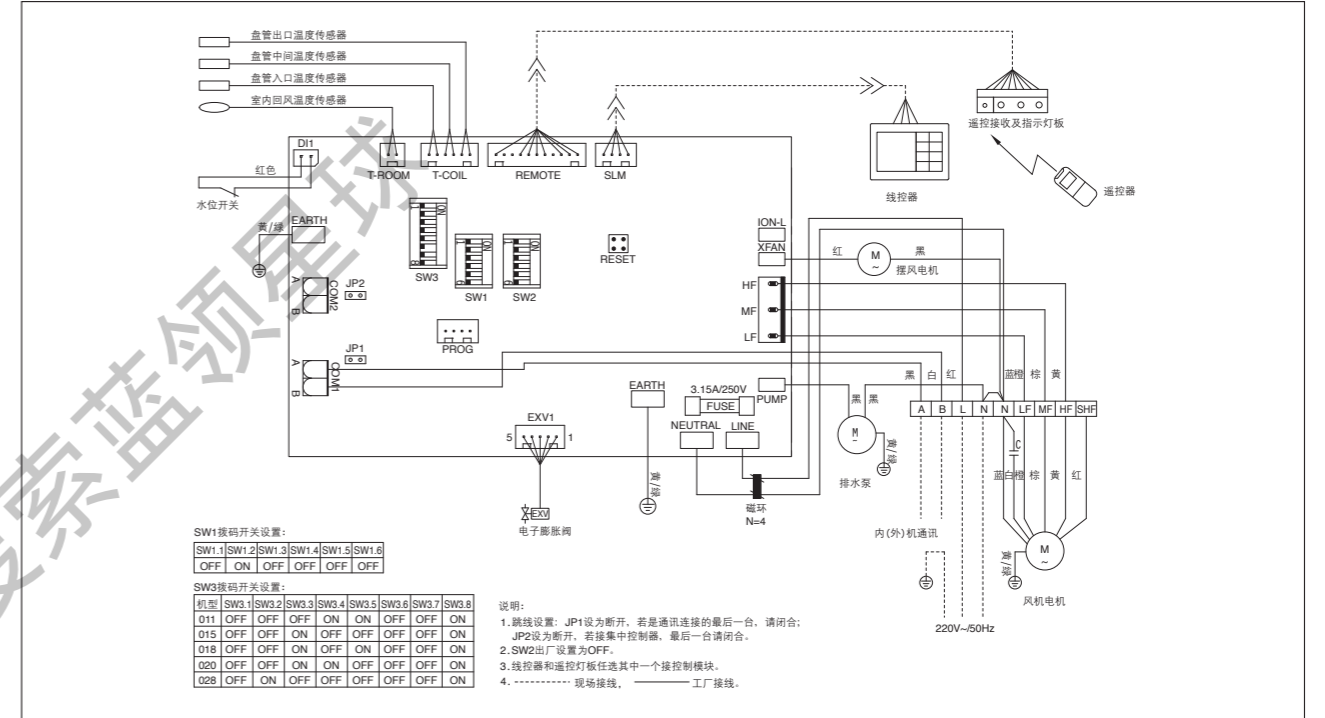 盘管出口温度传感器
盘管中间温度传感器
盘管入口温度传感器
室内回风温度传感器
DI1
红色
水位开关
T-ROOM
T-COIL
REMOTE
SLM
遥控接收及指示灯板
线控器
遥控器
黄/绿
EARTH
ON
1
8
SW3
ON
1
6
SW1
ON
1
6
SW2
RESET
ION-L
XFAN
红
M
~
黑
摆风电机
A
B
COM2
JP2
HF
MF
LF
PROG
A
B
COM1
JP1
EARTH
3.15A/250V
FUSE
PUMP
NEUTRAL
LINE
EXV1
5
1
EXV
电子膨胀阀
黄/绿
磁环
N=4
黑
黑
M
~
黄/绿
排水泵
黑 白 红 蓝橙 棕 黄
A B L N N LF MF HF SHF
C
蓝白橙 棕 黄 红
内(外)机通讯
M
~
黄/绿
风机电机
220V~/50Hz
搜索蓝领星球
SW1拨码开关设置:
SW1.1 SW1.2 SW1.3 SW1.4 SW1.5 SW1.6
OFF ON OFF OFF OFF OFF
SW3拨码开关设置:
机型 SW3.1 SW3.2 SW3.3 SW3.4 SW3.5 SW3.6 SW3.7 SW3.8
011 OFF OFF OFF ON ON OFF OFF ON
015 OFF OFF ON OFF OFF OFF OFF ON
018 OFF OFF ON OFF ON OFF OFF ON
020 OFF OFF ON ON OFF OFF OFF ON
028 OFF ON OFF OFF OFF OFF OFF ON
说明:
1.跳线设置: JP1设为断开, 若是通讯连接的最后一台, 请闭合;
JP2设为断开, 若接集中控制器, 最后一台请闭合。
2.SW2出厂设置为OFF。
3.线控器和遥控灯板任选其中一个接控制模块。
4. ------------ 现场接线, ———— 工厂接线。